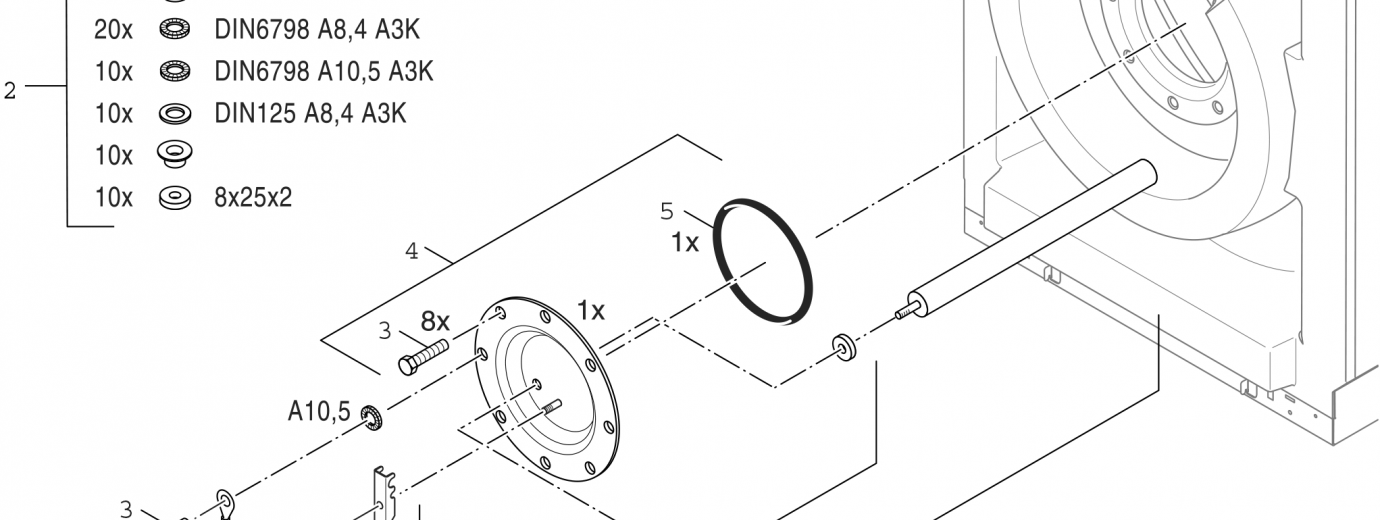 20x DIN6798 A8,4 A3K
10x DIN6798 A10,5 A3K
2
10x DIN125 A8,4 A3K
10x
10x 8x25x2
5
1x
4
1x
3 8x
A10,5
3